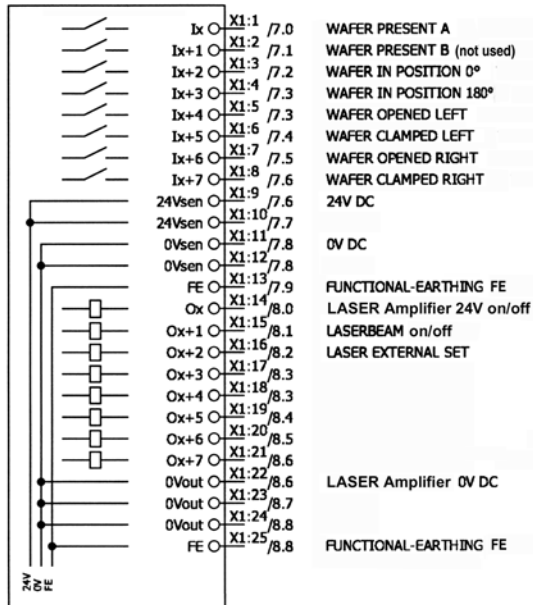 Ix X1:1 /7.0 WAFER PRESENT A
Ix+1 X1:2 /7.1 WAFER PRESENT B (not used)
Ix+2 X1:3 /7.2 WAFER IN POSITION 0°
Ix+3 X1:4 /7.3 WAFER IN POSITION 180°
Ix+4 X1:5 /7.3 WAFER OPENED LEFT
Ix+5 X1:6 /7.4 WAFER CLAMPED LEFT
Ix+6 X1:7 /7.5 WAFER OPENED RIGHT
Ix+7 X1:8 /7.6 WAFER CLAMPED RIGHT
24Vsen X1:9 /7.6 24V DC
24Vsen X1:10 /7.7
0Vsen X1:11 /7.8 0V DC
0Vsen X1:12 /7.8
FE X1:13 /7.9 FUNCTIONAL-EARTHING FE
Ox X1:14 /8.0 LASER Amplifier 24V on/off
Ox+1 X1:15 /8.1 LASERBEAM on/off
Ox+2 X1:16 /8.2 LASER EXTERNAL SET
Ox+3 X1:17 /8.3
Ox+4 X1:18 /8.3
Ox+5 X1:19 /8.4
Ox+6 X1:20 /8.5
Ox+7 X1:21 /8.6
0Vout X1:22 /8.6 LASER Amplifier 0V DC
0Vout X1:23 /8.7
0Vout X1:24 /8.8
FE X1:25 /8.8 FUNCTIONAL-EARTHING FE
24V
0V
FE